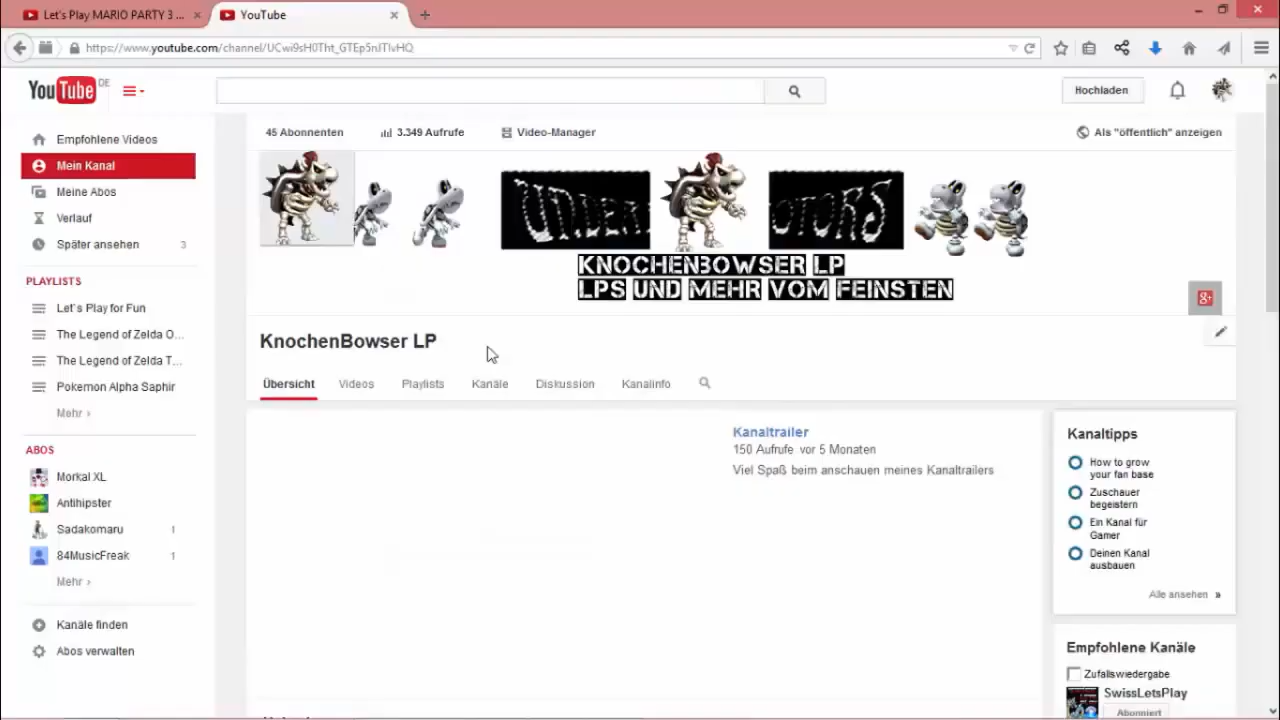 Let's Play MARIO PARTY 3 ...
YouTube
https://www.youtube.com/channel/UCwi9sH0Tht_GTEp5nJTlvHQ
YouTube DE
Hochladen
Empfohlene Videos
Mein Kanal
Meine Abos
Verlauf
Später ansehen 3
PLAYLISTS
Let`s Play for Fun
The Legend of Zelda O...
The Legend of Zelda T...
Pokemon Alpha Saphir
Mehr ›
ABOS
Morkal XL
Antihipster
Sadakomaru 1
84MusicFreak 1
Mehr ›
Kanäle finden
Abos verwalten
45 Abonnenten
3.349 Aufrufe
Video-Manager
Als "öffentlich" anzeigen
KNOCHENBOWSER LP
LPS UND MEHR VOM FEINSTEN
g+
KnochenBowser LP
Übersicht
Videos
Playlists
Kanäle
Diskussion
Kanalinfo
Kanaltrailer
150 Aufrufe vor 5 Monaten
Viel Spaß beim anschauen meines Kanaltrailers
Kanaltipps
How to grow
your fan base
Zuschauer
begeistern
Ein Kanal für
Gamer
Deinen Kanal
ausbauen
Alle ansehen »
Empfohlene Kanäle
Zufallswiedergabe
SwissLetsPlay
Abonniert